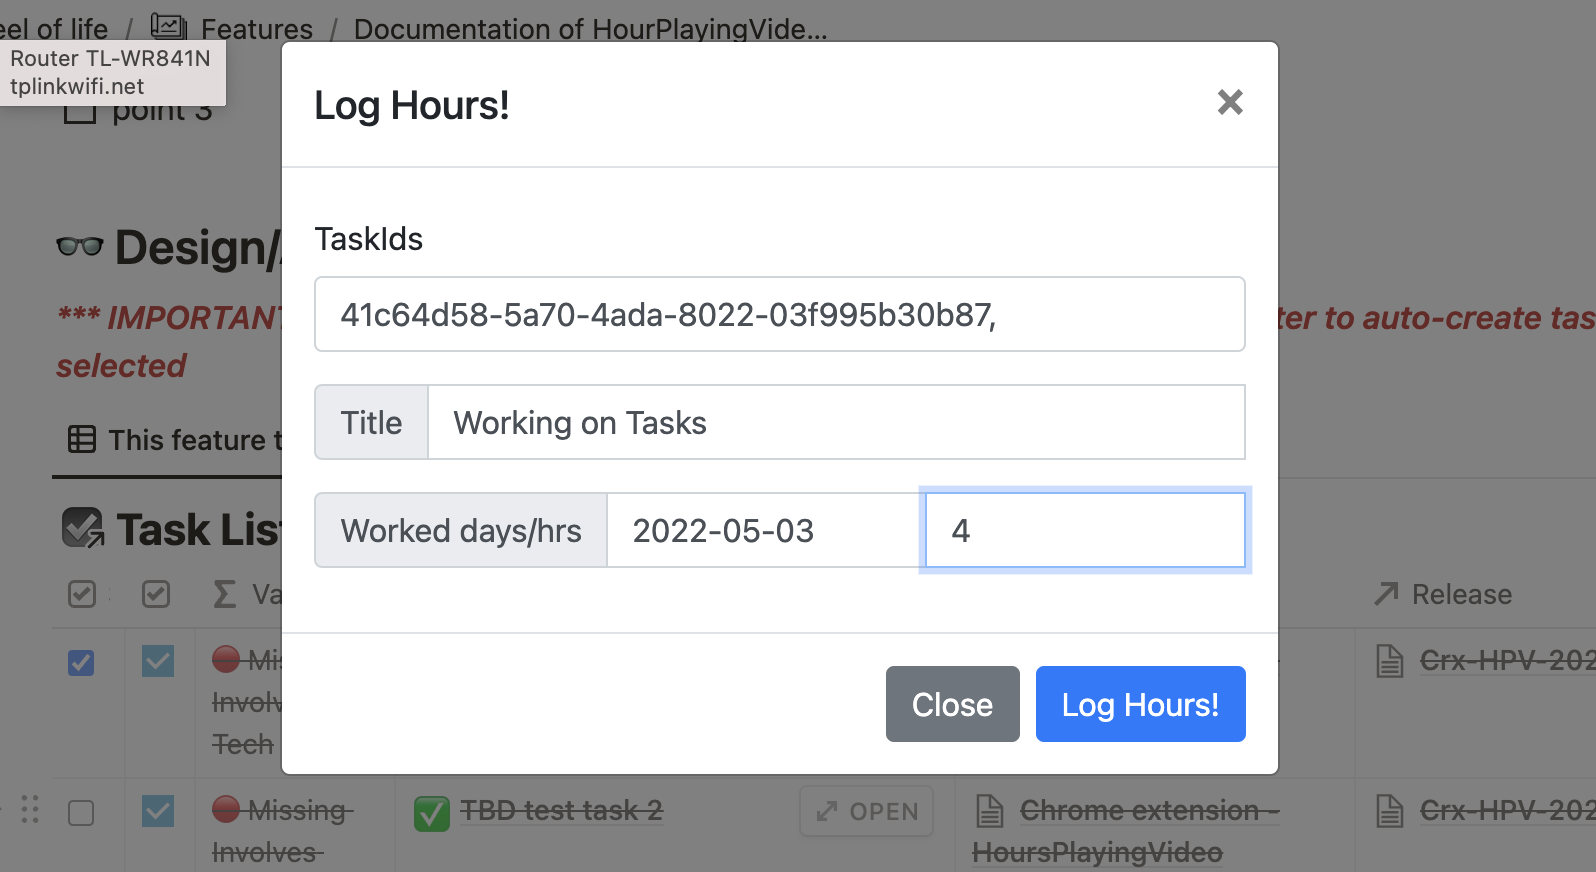 eel of life / Features / Documentation of HourPlayingVide...
Router TL-WR841N
tplinkwifi.net
point 3
Log Hours!
×
TaskIds
41c64d58-5a70-4ada-8022-03f995b30b87,
Title Working on Tasks
Worked days/hrs 2022-05-03 4
Close Log Hours!
Design/
*** IMPORTANT ter to auto-create tas
selected
This feature t
Task Lis
Σ Va Release
Mis Crx-HPV-202
Involv
Tech
Missing TBD test task 2 OPEN Chrome extension - Crx-HPV-202
Involves HoursPlayingVideo